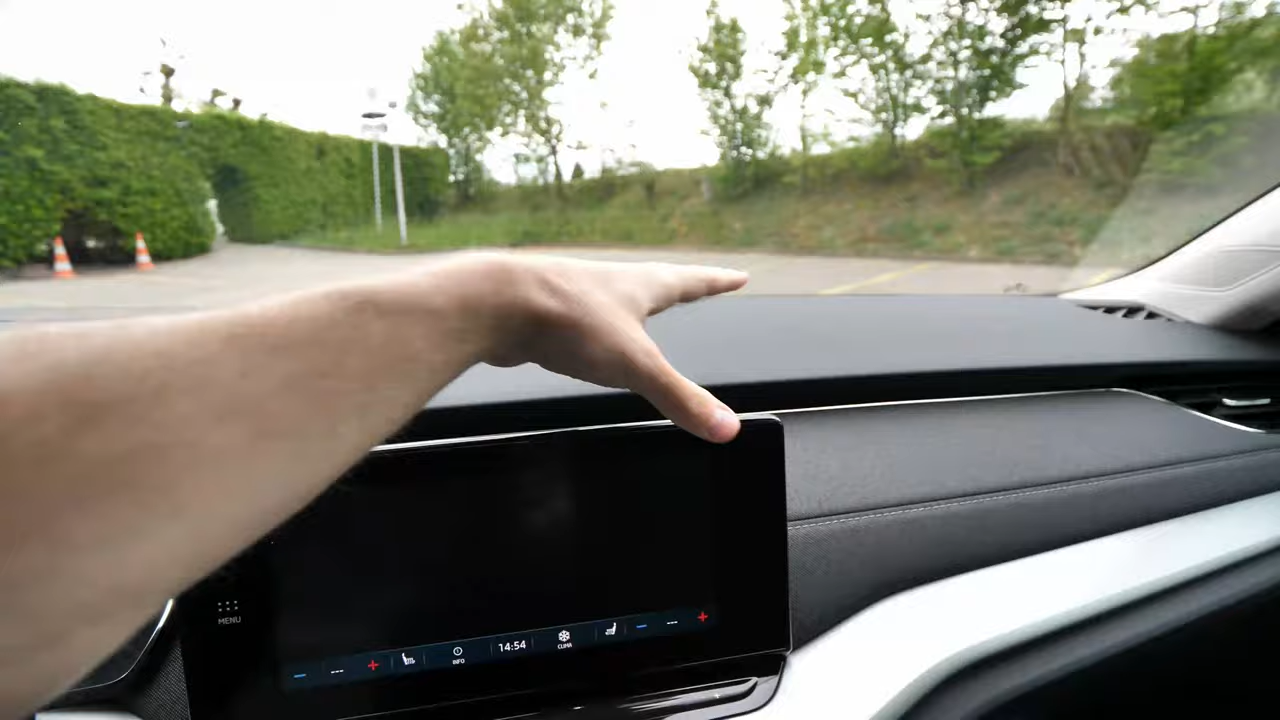 MENU
--- + INFO 14:54 CLIMA - --- +